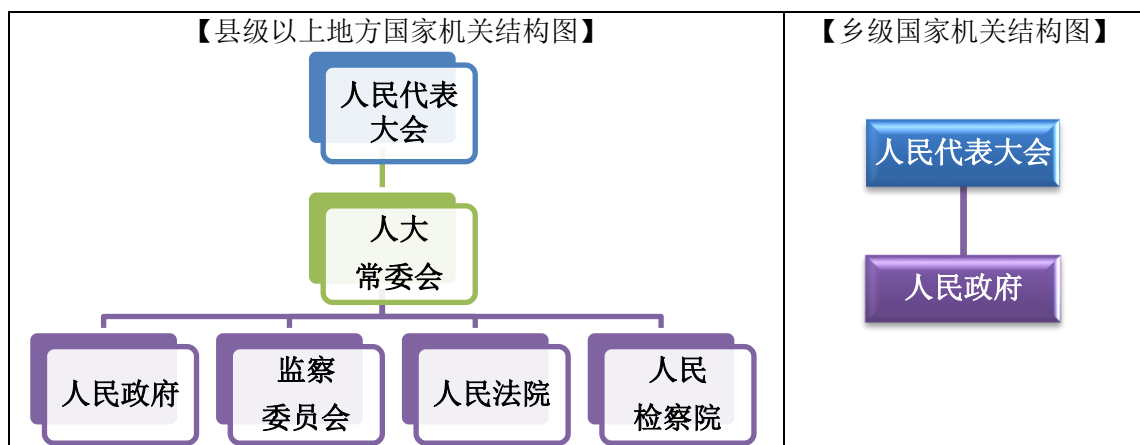 【县级以上地方国家机关结构图】
人民代表
大会
人大
常委会
人民政府
监察
委员会
人民法院
人民
检察院
【乡级国家机关结构图】
人民代表大会
人民政府